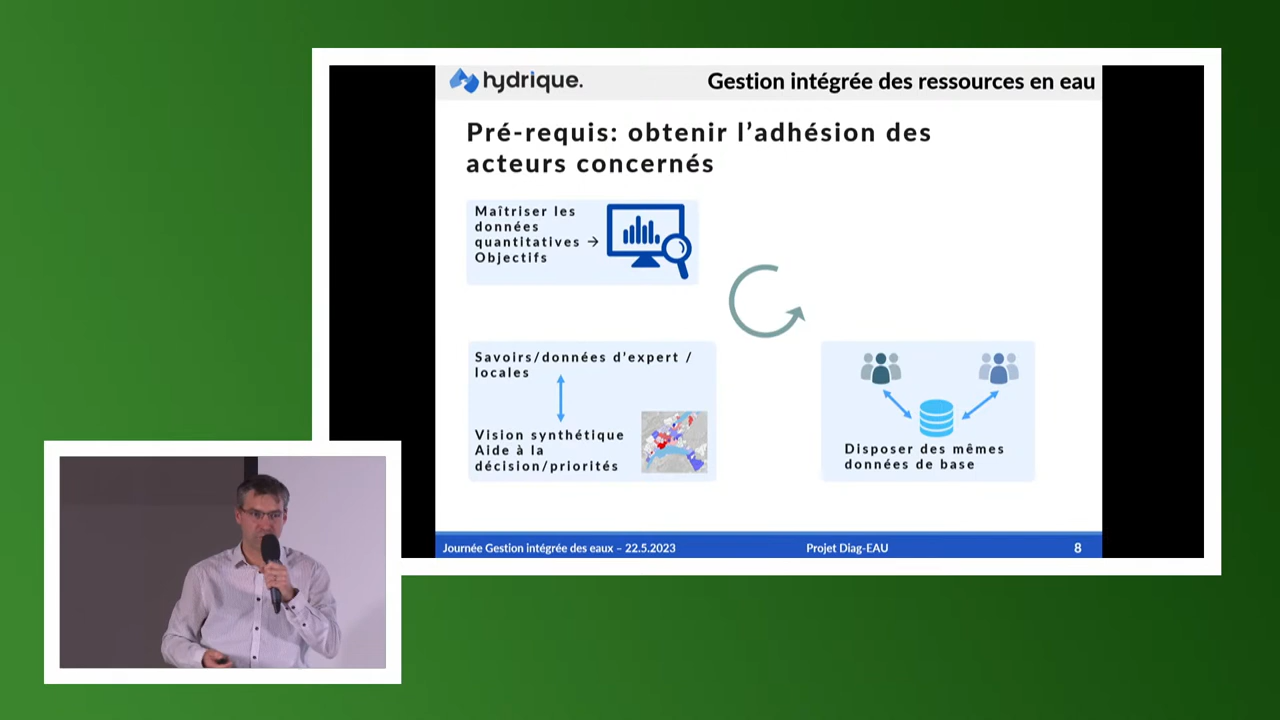 hydrique.
Gestion intégrée des ressources en eau
Pré-requis: obtenir l’adhésion des
acteurs concernés
Maîtriser les
données
quantitatives →
Objectifs
Savoirs/données d’expert /
locales
Vision synthétique
Aide à la
décision/priorités
Disposer des mêmes
données de base
Journée Gestion intégrée des eaux – 22.5.2023
Projet Diag-EAU
8